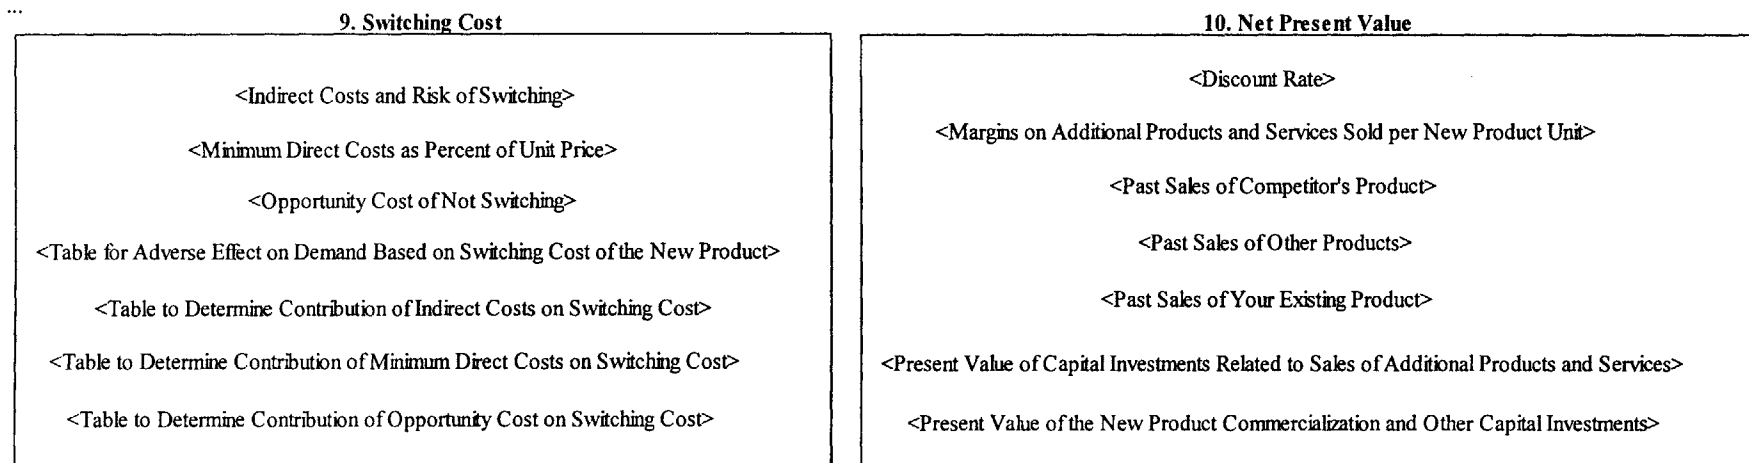 ...
9. Switching Cost
<Indirect Costs and Risk of Switching>
<Minimum Direct Costs as Percent of Unit Price>
<Opportunity Cost of Not Switching>
<Table for Adverse Effect on Demand Based on Switching Cost of the New Product>
<Table to Determine Contribution of Indirect Costs on Switching Cost>
<Table to Determine Contribution of Minimum Direct Costs on Switching Cost>
<Table to Determine Contribution of Opportunity Cost on Switching Cost>
10. Net Present Value
<Discount Rate>
<Margins on Additional Products and Services Sold per New Product Unit>
<Past Sales of Competitor's Product>
<Past Sales of Other Products>
<Past Sales of Your Existing Product>
<Present Value of Capital Investments Related to Sales of Additional Products and Services>
<Present Value of the New Product Commercialization and Other Capital Investments>